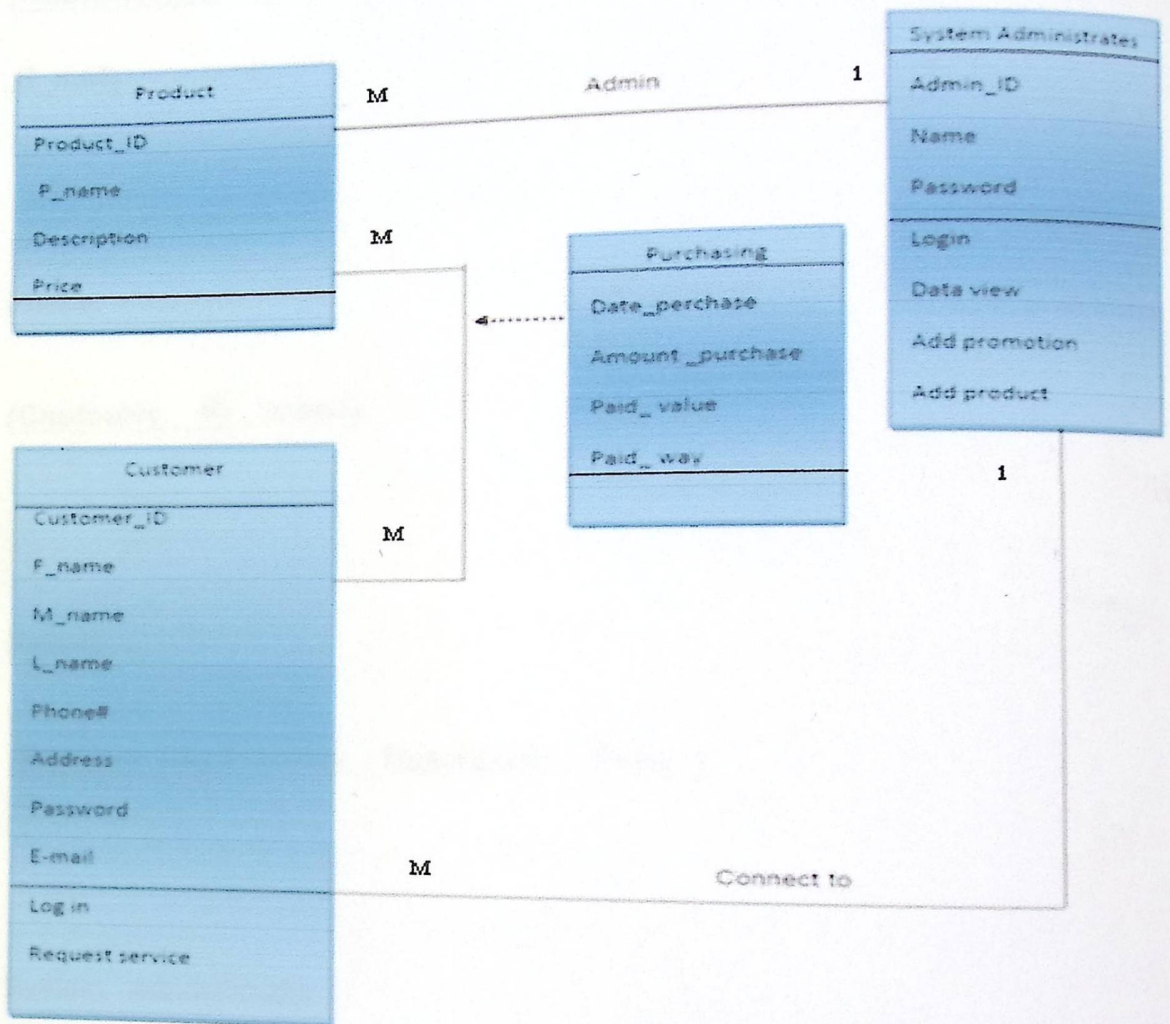 Product
Product_ID
P_name
Description
Price
M
Admin
1
System Administrates
Admin_ID
Name
Password
Login
Data view
Add promotion
Add product
M
Purchasing
Date_perchase
Amount _purchase
Paid_ value
Paid_ way
Customer
Customer_ID
F_name
M_name
L_name
Phone#
Address
Password
E-mail
Log in
Request service
M
1
M
Connect to